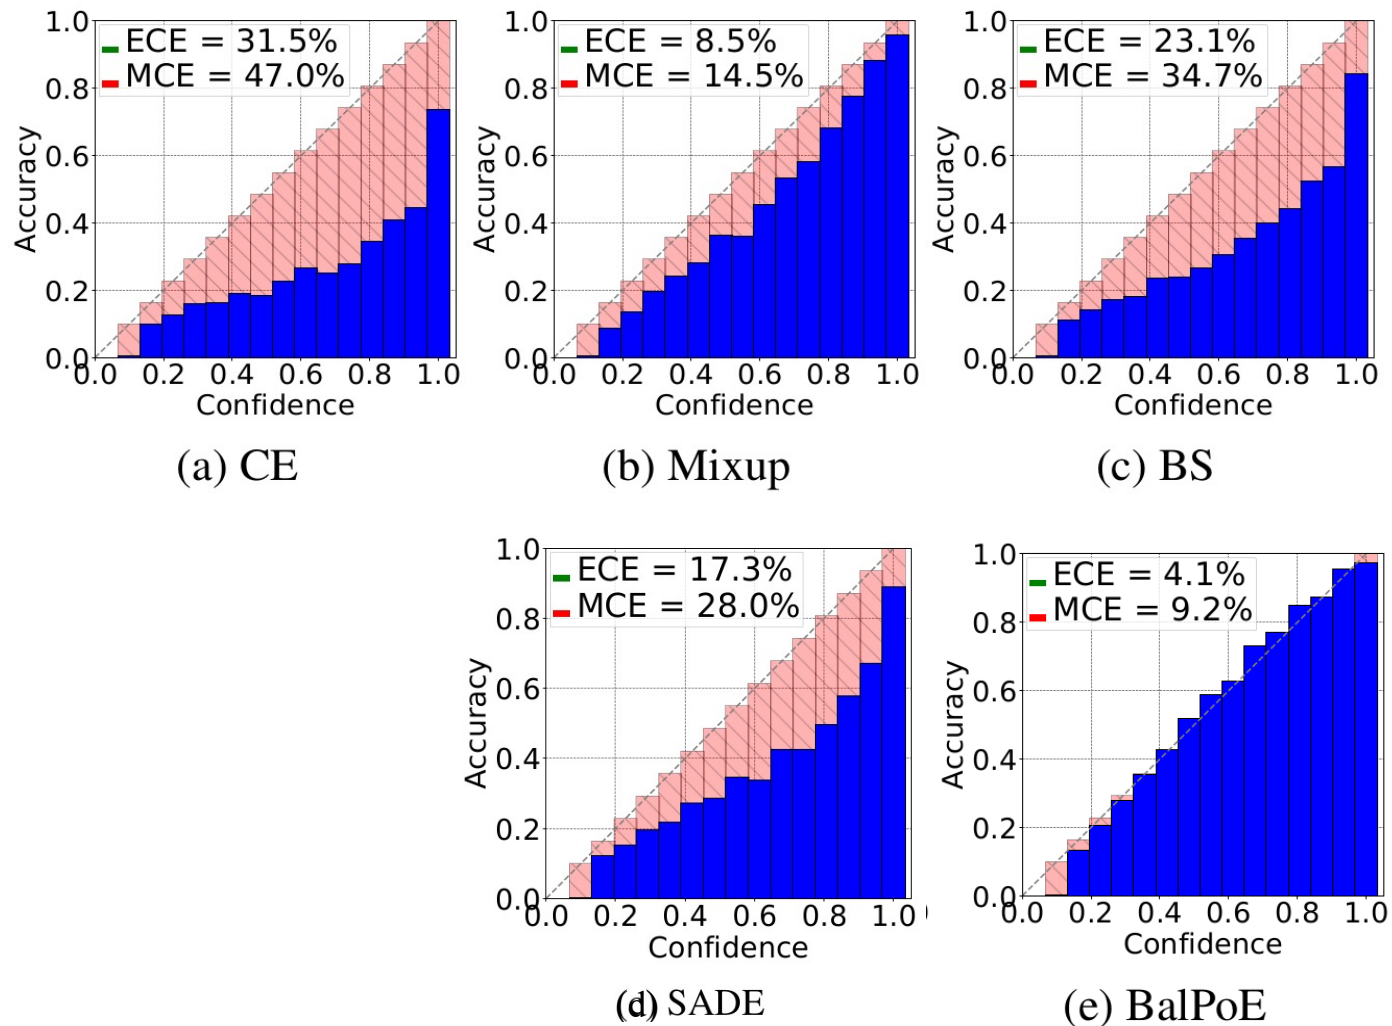 ECE = 31.5%
MCE = 47.0%
1.0
0.8
0.6
0.4
0.2
0.0
Accuracy
0.0 0.2 0.4 0.6 0.8 1.0
Confidence
(a) CE
ECE = 8.5%
MCE = 14.5%
1.0
0.8
0.6
0.4
0.2
0.0
Accuracy
0.0 0.2 0.4 0.6 0.8 1.0
Confidence
(b) Mixup
ECE = 23.1%
MCE = 34.7%
1.0
0.8
0.6
0.4
0.2
0.0
Accuracy
0.0 0.2 0.4 0.6 0.8 1.0
Confidence
(c) BS
ECE = 17.3%
MCE = 28.0%
1.0
0.8
0.6
0.4
0.2
0.0
Accuracy
0.0 0.2 0.4 0.6 0.8 1.0
Confidence
(d) SADE
ECE = 4.1%
MCE = 9.2%
1.0
0.8
0.6
0.4
0.2
0.0
Accuracy
0.0 0.2 0.4 0.6 0.8 1.0
Confidence
(e) BalPoE